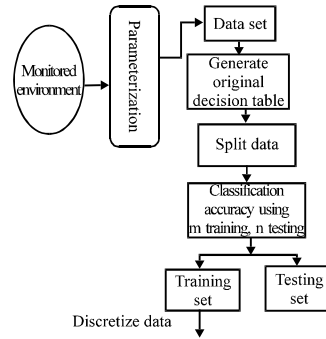 Monitored
environment
Parameterization
Data set
Generate
original
decision table
Split data
Classification
accuracy using
m training, n testing
Training
set
Testing
set
Discretize data